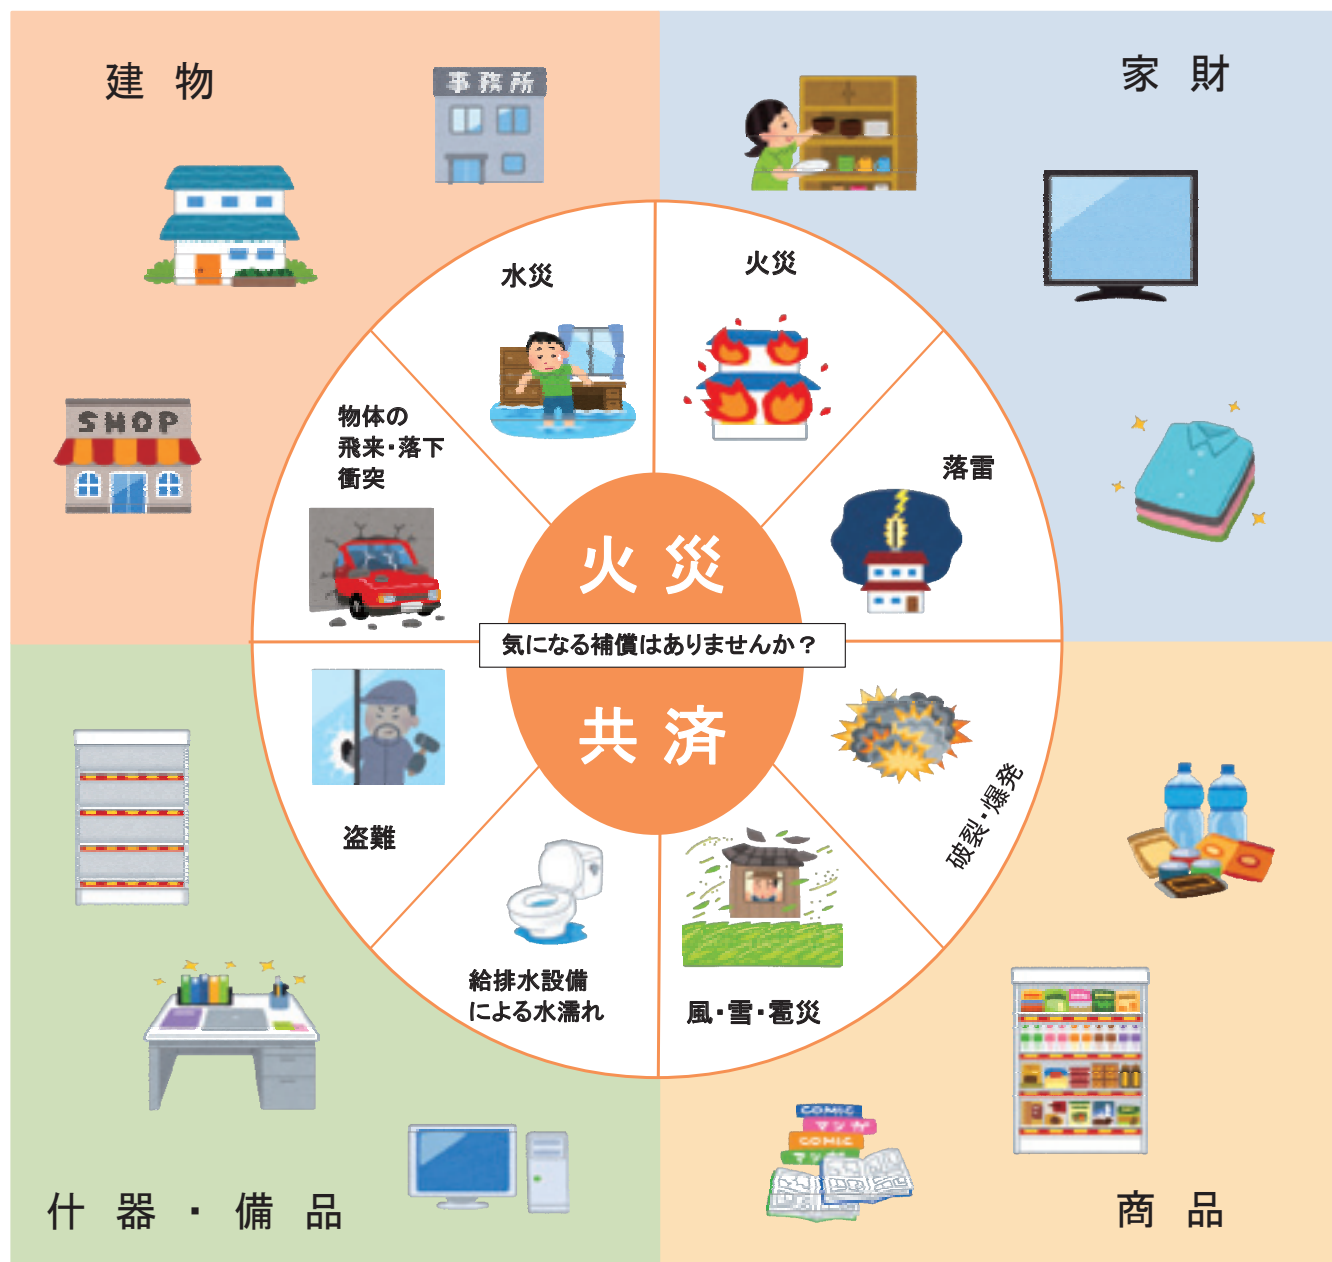 建物
事務所
SHOP
家財
水災
火災
物体の
飛来・落下
衝突
落雷
火災
気になる補償はありませんか？
共済
盗難
破裂・爆発
給排水設備
による水濡れ
風・雪・雹災
什器・備品
COMIC
マンガ
COMIC
マンガ
商品